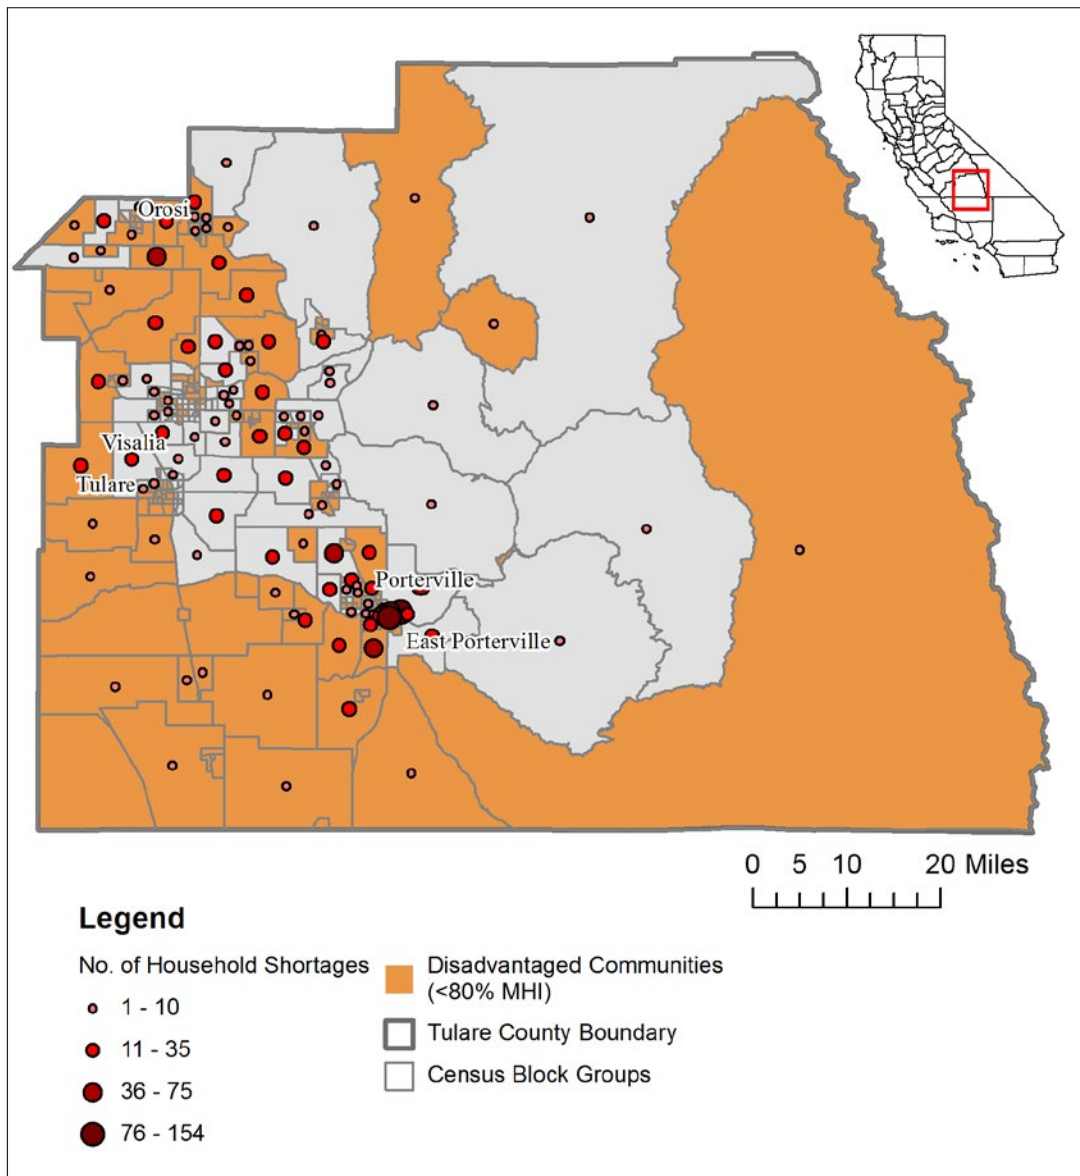 Orosi
Visalia
Tulare
Porterville
East Porterville
0 5 10 20 Miles
Legend
No. of Household Shortages
1 - 10
11 - 35
36 - 75
76 - 154
Disadvantaged Communities
(<80% MHI)
Tulare County Boundary
Census Block Groups